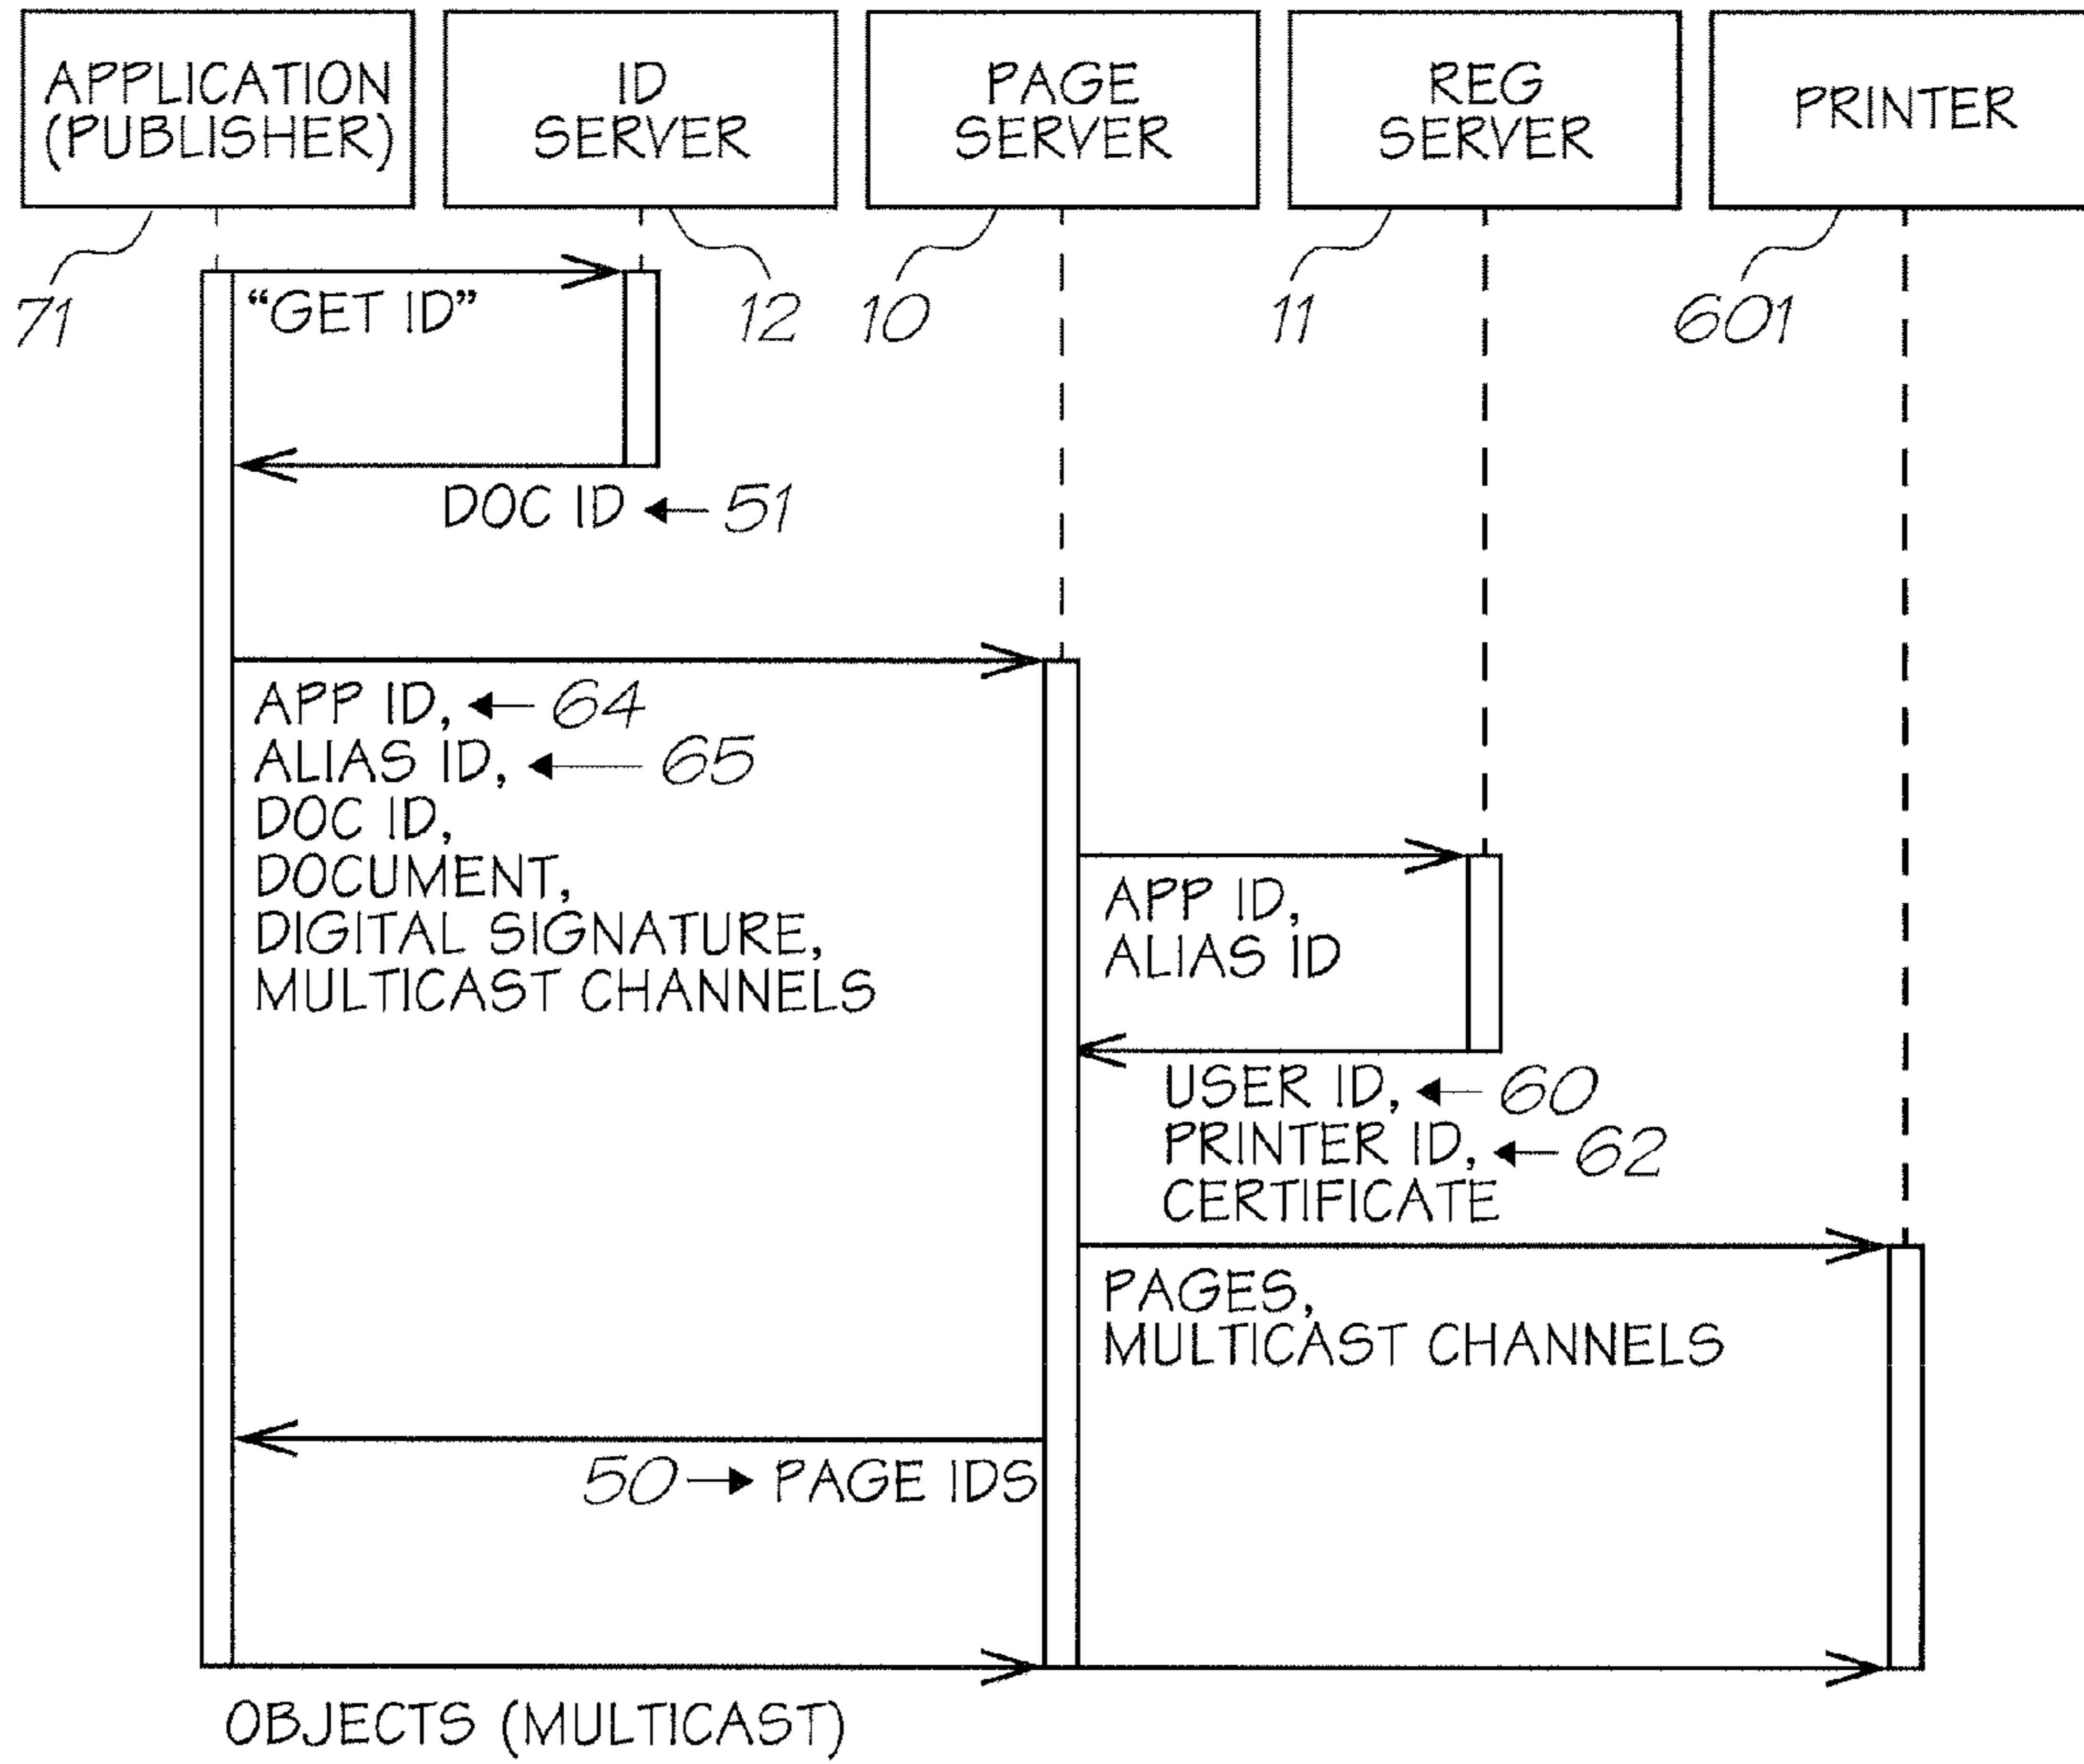 APPLICATION
(PUBLISHER)
ID
SERVER
PAGE
SERVER
REG
SERVER
PRINTER
71
12
10
11
601
“GET ID”
DOC ID 51
APP ID, 64
ALIAS ID, 65
DOC ID,
DOCUMENT,
DIGITAL SIGNATURE,
MULTICAST CHANNELS
APP ID,
ALIAS ID
USER ID, 60
PRINTER ID, 62
CERTIFICATE
PAGES,
MULTICAST CHANNELS
50 PAGE IDS
OBJECTS (MULTICAST)